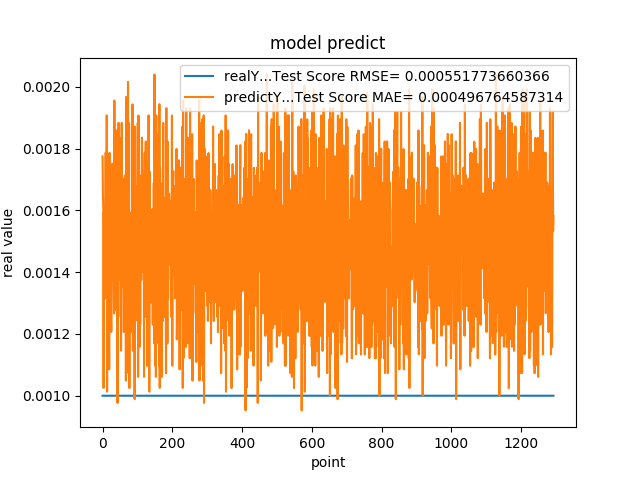 model predict
realY...Test Score RMSE= 0.000551773660366
predictY...Test Score MAE= 0.000496764587314
0.0020
0.0018
0.0016
0.0014
0.0012
0.0010
real value
0 200 400 600 800 1000 1200
point